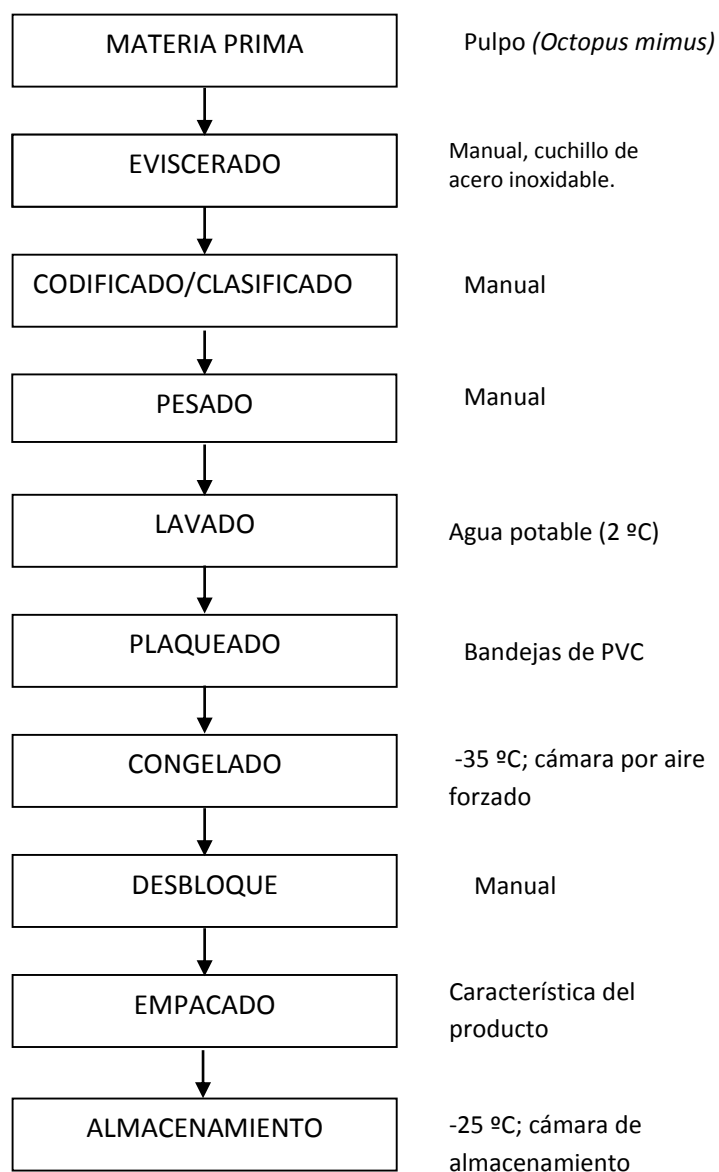 MATERIA PRIMA
Pulpo (Octopus mimus)
EVISCERADO
Manual, cuchillo de
acero inoxidable.
CODIFICADO/CLASIFICADO
Manual
PESADO
Manual
LAVADO
Agua potable (2 ºC)
PLAQUEADO
Bandejas de PVC
CONGELADO
-35 ºC; cámara por aire
forzado
DESBLOQUE
Manual
EMPACADO
Característica del
producto
ALMACENAMIENTO
-25 ºC; cámara de
almacenamiento